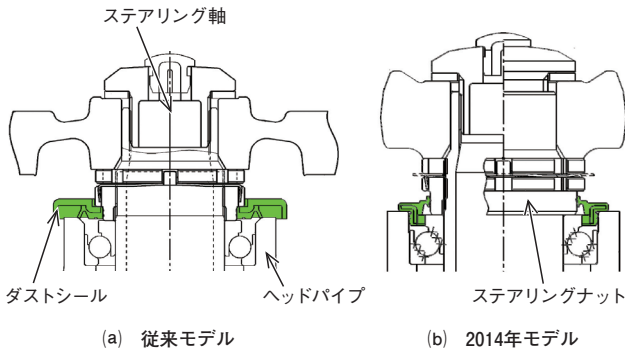 ステアリング軸
ダストシール
ヘッドパイプ
(a) 従来モデル
ステアリングナット
(b) 2014年モデル